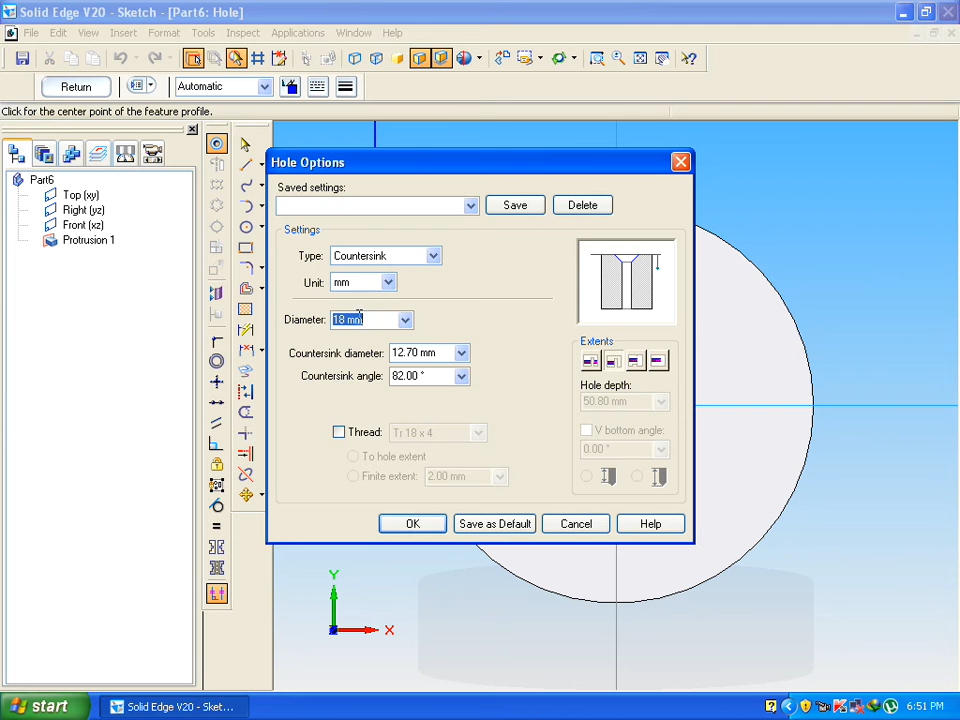 Solid Edge V20 - Sketch - [Part6: Hole]
File Edit View Insert Format Tools Inspect Applications Window Help
Return
Automatic
Click for the center point of the feature profile.
Part6
Top (xy)
Right (yz)
Front (xz)
Protrusion 1
Hole Options
Saved settings:
Save
Delete
Settings
Type: Countersink
Unit: mm
Diameter: 18 mm
Countersink diameter: 12.70 mm
Countersink angle: 82.00 °
Thread: Tr 18 x 4
To hole extent
Finite extent: 2.00 mm
Extents
Hole depth:
50.80 mm
V bottom angle:
0.00 °
OK
Save as Default
Cancel
Help
Y
X
start
Solid Edge V20 - Sket...
6:51 PM